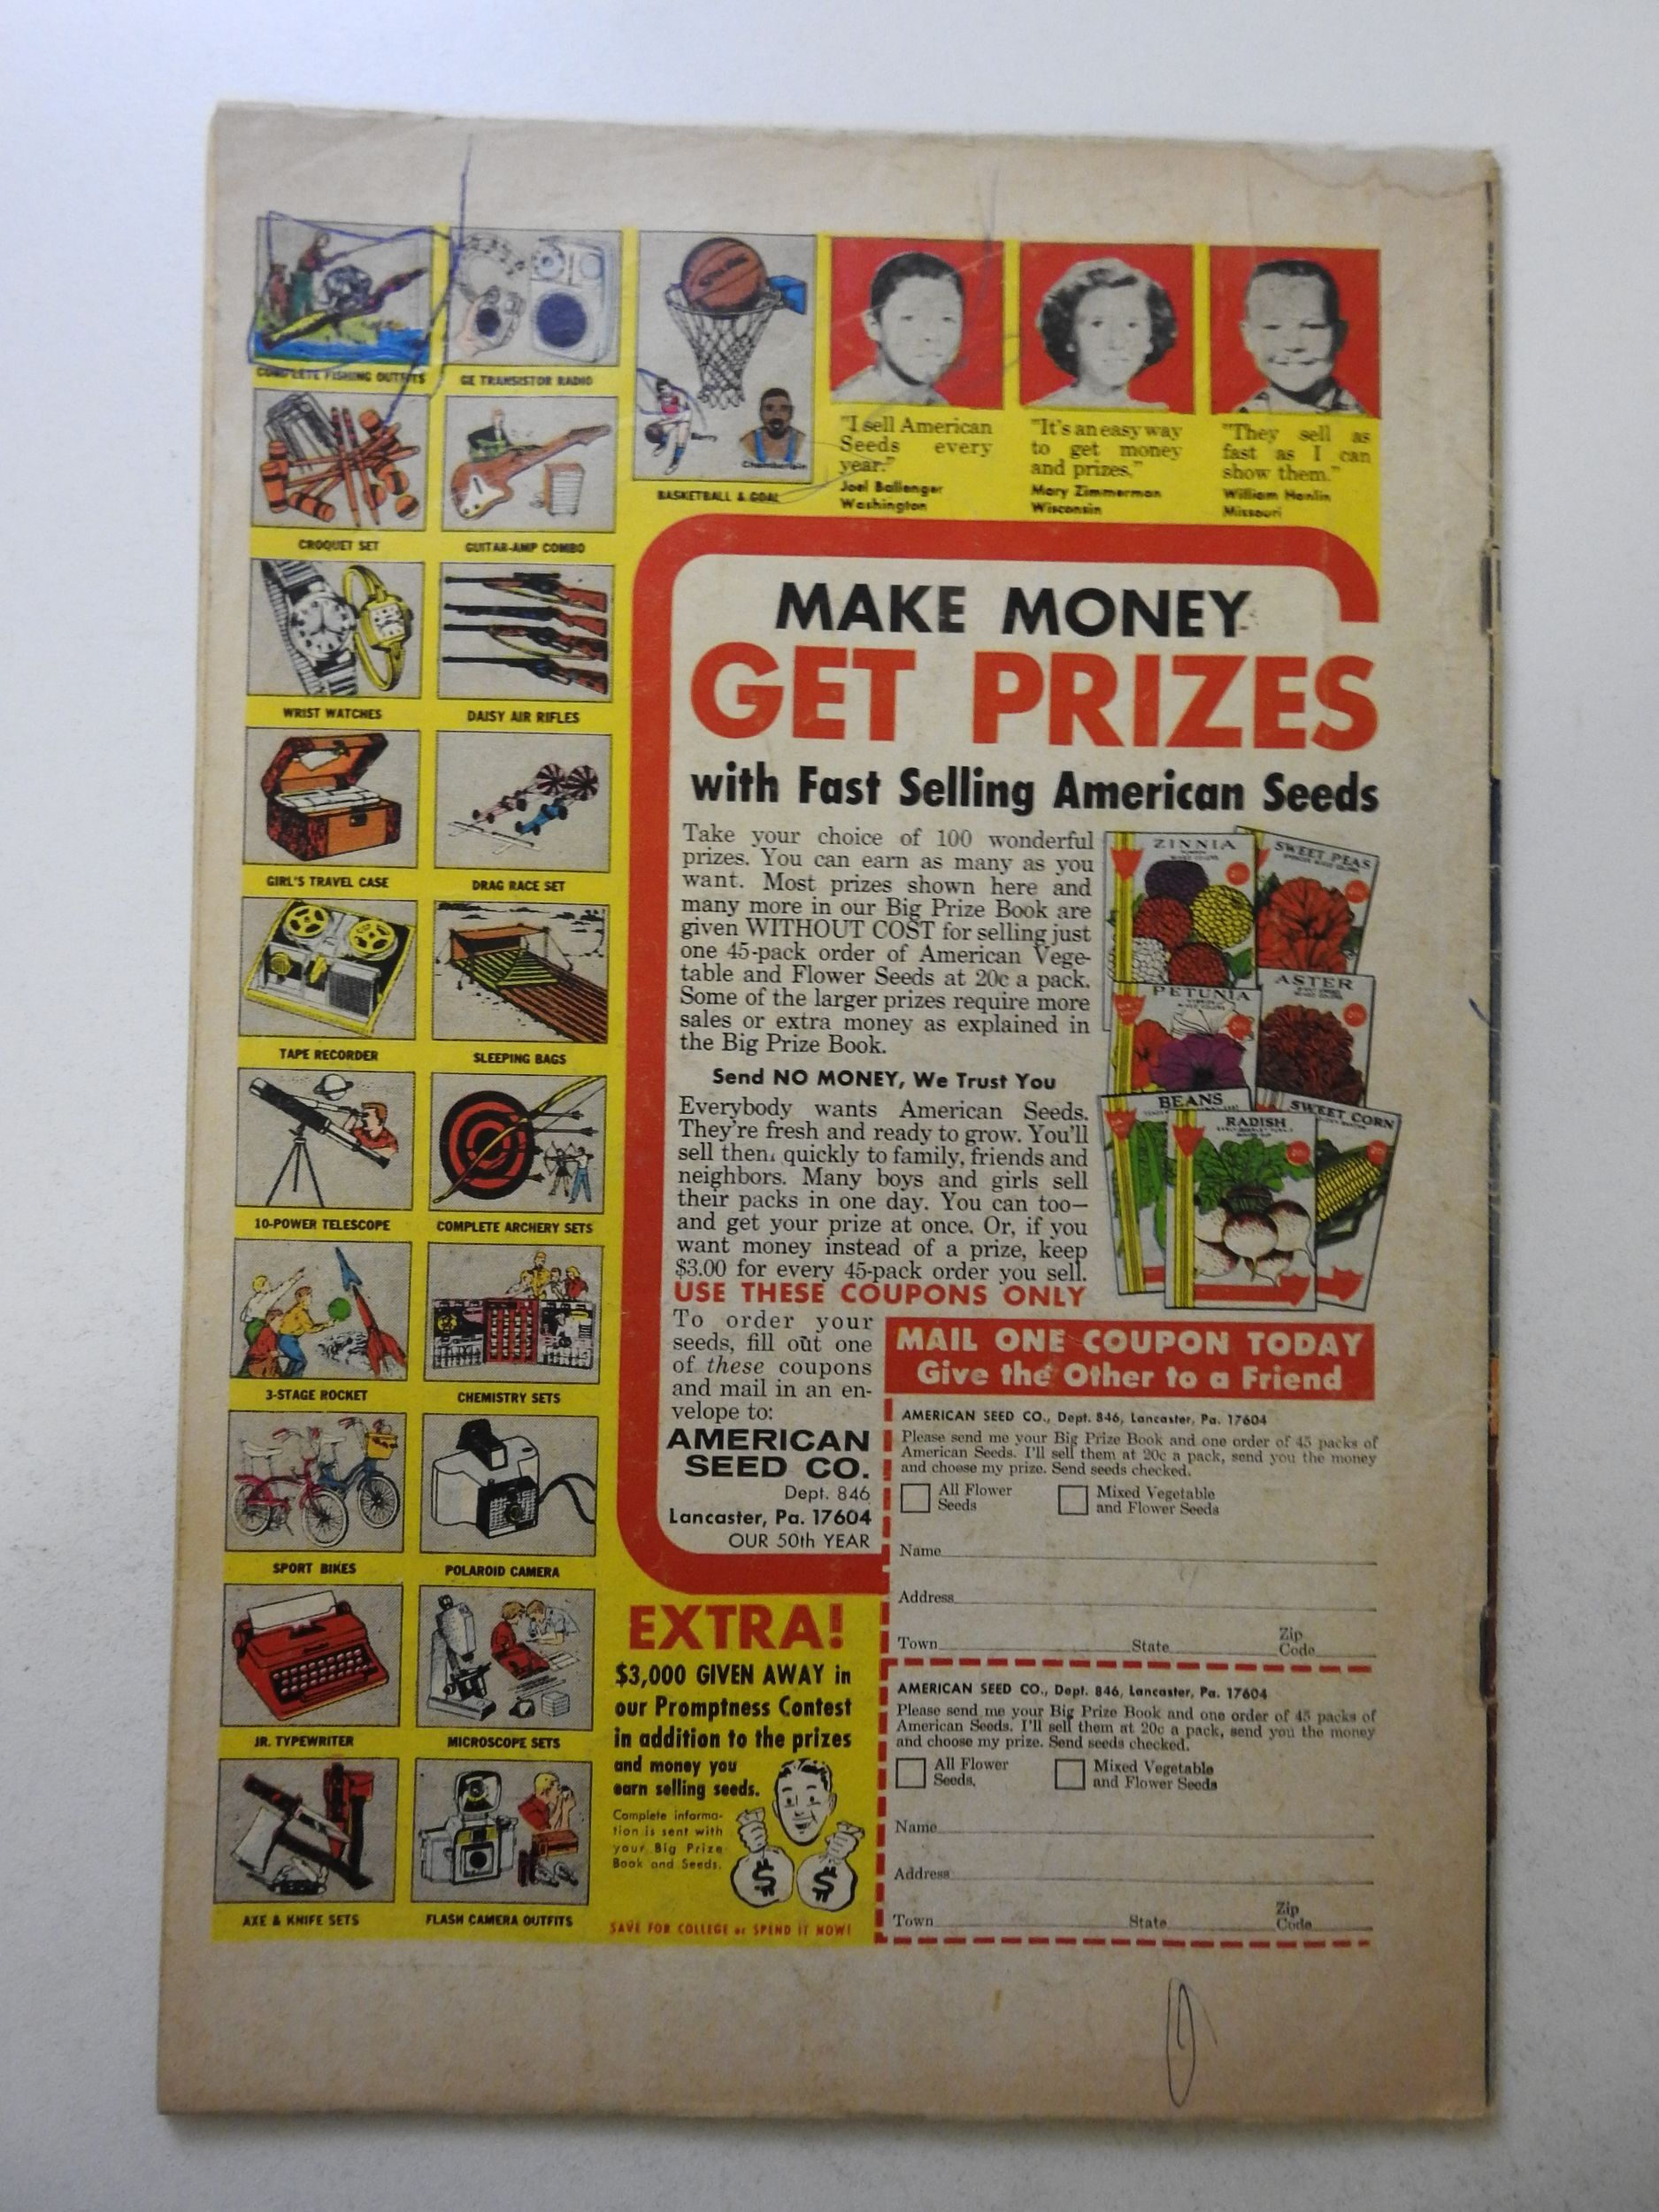 COMPLETE FISHING OUTFITS
GE TRANSISTOR RADIO
CROQUET SET
GUITAR-AMP COMBO
WRIST WATCHES
DAISY AIR RIFLES
GIRL'S TRAVEL CASE
DRAG RACE SET
TAPE RECORDER
SLEEPING BAGS
10-POWER TELESCOPE
COMPLETE ARCHERY SETS
3-STAGE ROCKET
CHEMISTRY SETS
SPORT BIKES
POLAROID CAMERA
JR. TYPEWRITER
MICROSCOPE SETS
AXE & KNIFE SETS
FLASH CAMERA OUTFITS
Barry
Chamberlain
BASKETBALL & GOAL
"I sell American
Seeds every
year."
Joel Ballenger
Washington
"It's an easy way
to get money
and prizes."
Mary Zimmerman
Wisconsin
"They sell as
fast as I can
show them."
William Hanlin
Missouri
MAKE MONEY
GET PRIZES
with Fast Selling American Seeds
Take your choice of 100 wonderful
prizes. You can earn as many as you
want. Most prizes shown here and
many more in our Big Prize Book are
given WITHOUT COST for selling just
one 45-pack order of American Vege-
table and Flower Seeds at 20c a pack.
Some of the larger prizes require more
sales or extra money as explained in
the Big Prize Book.
Send NO MONEY, We Trust You
Everybody wants American Seeds.
They're fresh and ready to grow. You'll
sell them quickly to family, friends and
neighbors. Many boys and girls sell
their packs in one day. You can too—
and get your prize at once. Or, if you
want money instead of a prize, keep
$3.00 for every 45-pack order you sell.
USE THESE COUPONS ONLY
To order your
seeds, fill out one
of these coupons
and mail in an en-
velope to:
AMERICAN
SEED CO.
Dept. 846
Lancaster, Pa. 17604
OUR 50th YEAR
ZINNIA
SWEET PEAS
PETUNIA
ASTER
BEANS
RADISH
SWEET CORN
MAIL ONE COUPON TODAY
Give the Other to a Friend
AMERICAN SEED CO., Dept. 846, Lancaster, Pa. 17604
Please send me your Big Prize Book and one order of 45 packs of
American Seeds. I'll sell them at 20c a pack, send you the money
and choose my prize. Send seeds checked.
All Flower
Seeds
Mixed Vegetable
and Flower Seeds
Name
Address
Town State Zip Code
AMERICAN SEED CO., Dept. 846, Lancaster, Pa. 17604
Please send me your Big Prize Book and one order of 45 packs of
American Seeds. I'll sell them at 20c a pack, send you the money
and choose my prize. Send seeds checked.
All Flower
Seeds.
Mixed Vegetable
and Flower Seeds
Name
Address
Town State Zip Code
EXTRA!
$3,000 GIVEN AWAY in
our Promptness Contest
in addition to the prizes
and money you
earn selling seeds.
Complete informa-
tion is sent with
your Big Prize
Book and Seeds.
$ $
SAVE FOR COLLEGE or SPEND IT NOW!